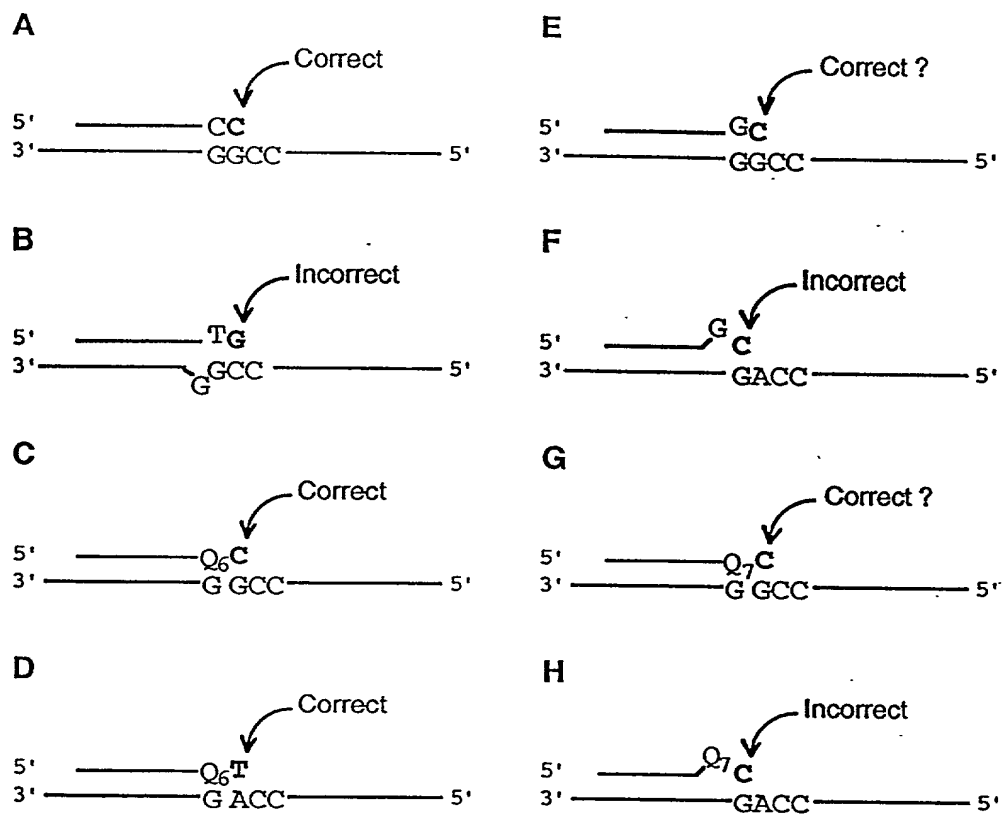 A
Correct
5' CC
3' GGCC 5'
B
Incorrect
5' TG
3' G GCC 5'
C
Correct
5' Q6C
3' G GCC 5'
D
Correct
5' Q6T
3' G ACC 5'
E
Correct ?
5' GC
3' GGCC 5'
F
Incorrect
5' G C
3' GACC 5'
G
Correct ?
5' Q7C
3' G GCC 5'
H
Incorrect
5' Q7 C
3' GACC 5'